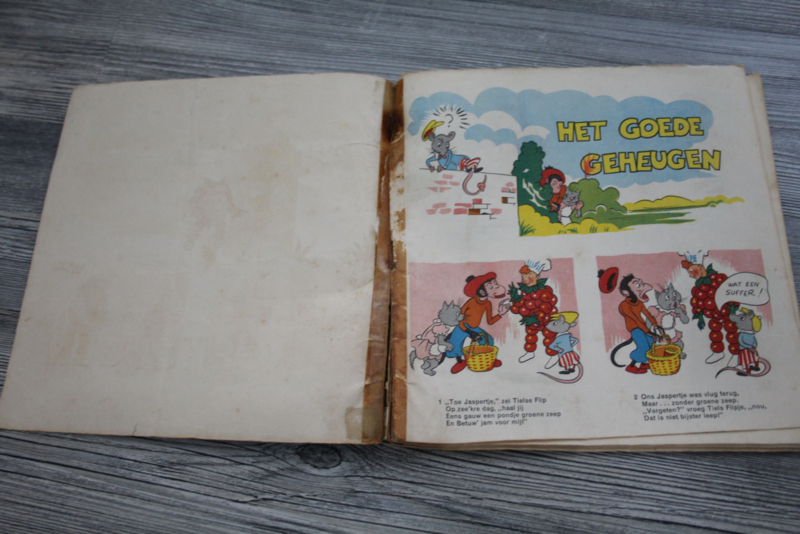 ?
HET GOEDE
GEHEUGEN
WAT EEN
SUFFER!
1 „Toe Jaspertje," zei Tielse Flip
Op zee'kre dag, „haal jij
Eens gauw een pondje groene zeep
En Betuw' jam voor mij!"
2 Ons Jaspertje was vlug terug,
Maar . . . zonder groene zeep.
„Vergeten?" vroeg Tiels Flipje, „nou,
'Dat is niet bijster leep!"